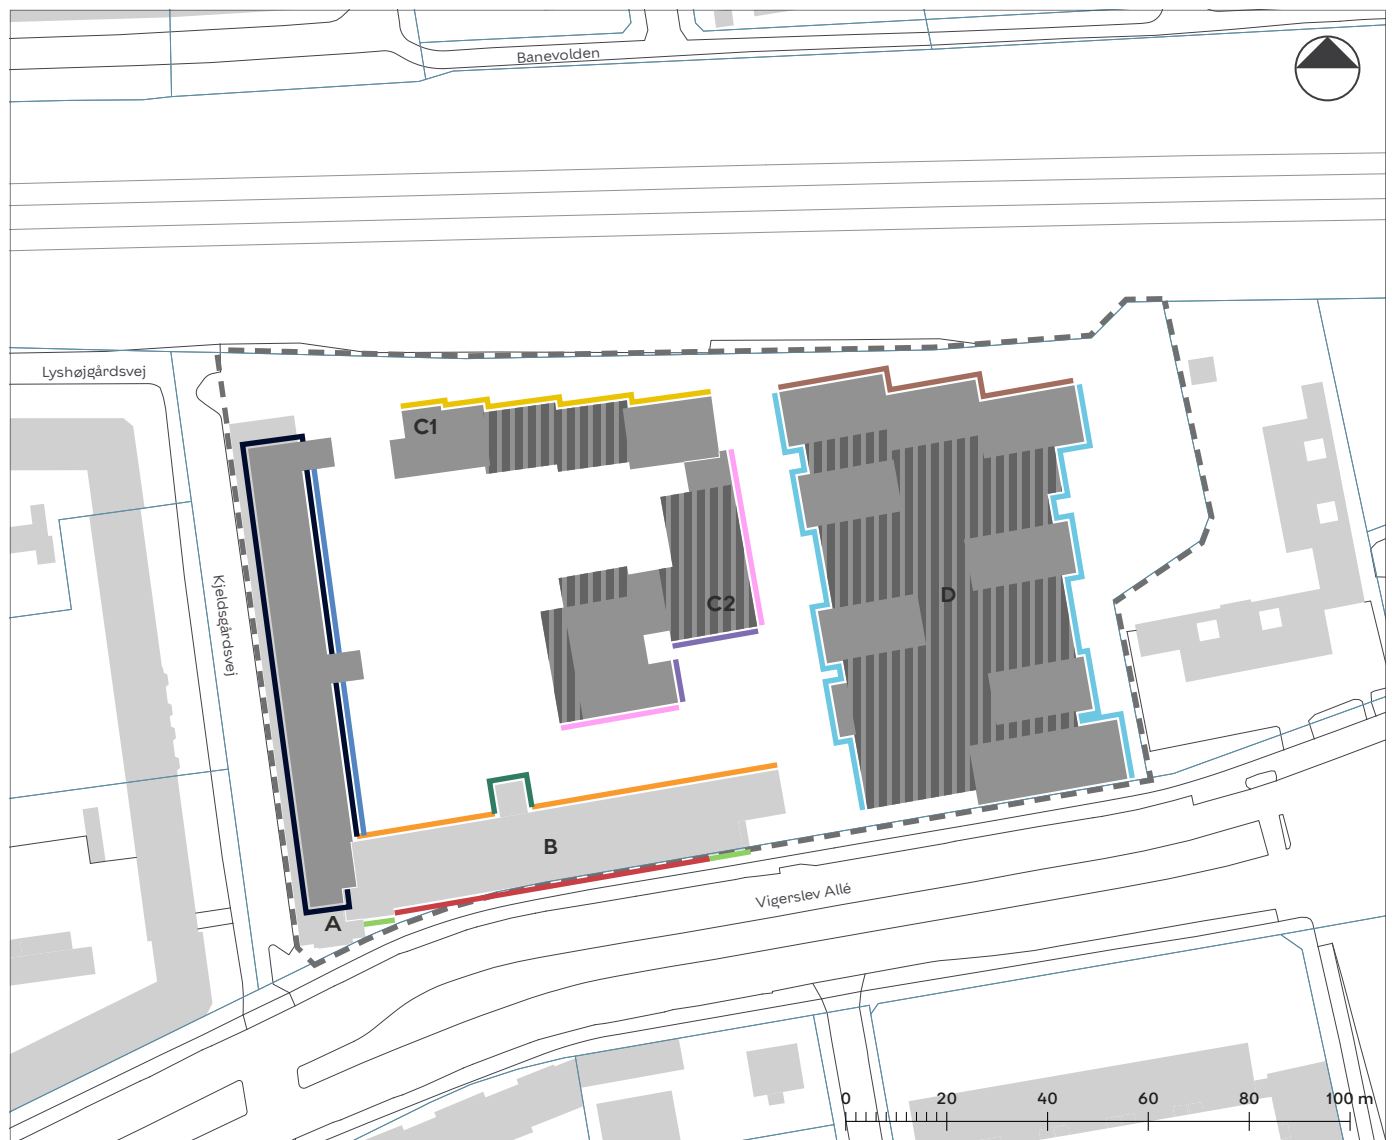 Banevolden
Lyshøjgårdsvej
C1
Kjeldsgårdsvej
C2
D
B
A
Vigerslev Allé
0 20 40 60 80 100 m